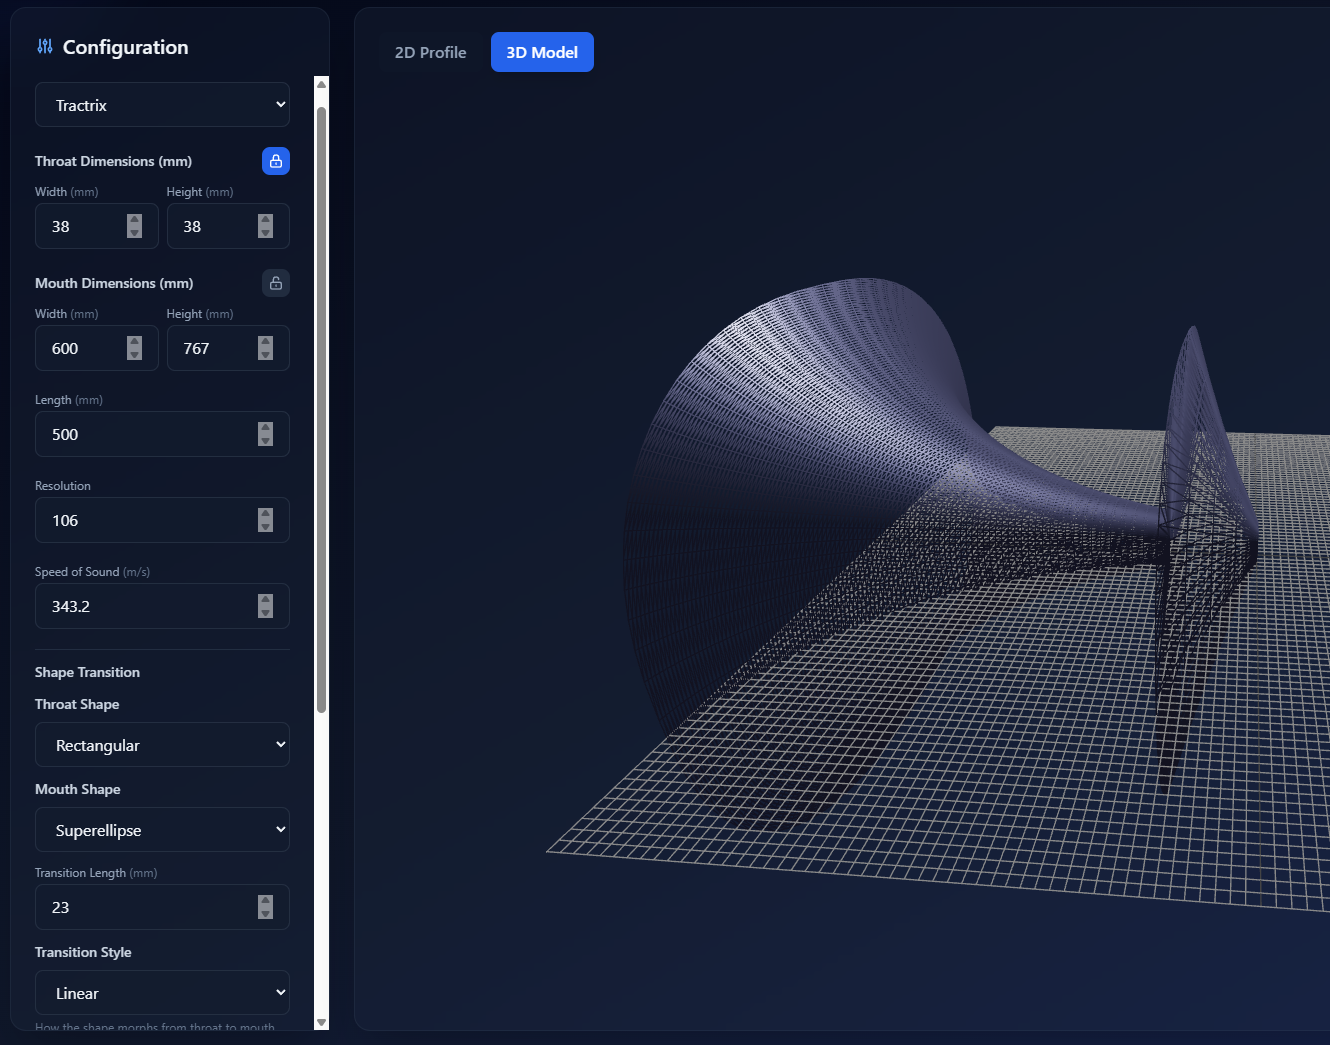 Configuration
2D Profile
3D Model
Tractrix
Throat Dimensions (mm)
Width (mm)
Height (mm)
38
38
Mouth Dimensions (mm)
Width (mm)
Height (mm)
600
767
Length (mm)
500
Resolution
106
Speed of Sound (m/s)
343.2
Shape Transition
Throat Shape
Rectangular
Mouth Shape
Superellipse
Transition Length (mm)
23
Transition Style
Linear
How the shape morphs from throat to mouth